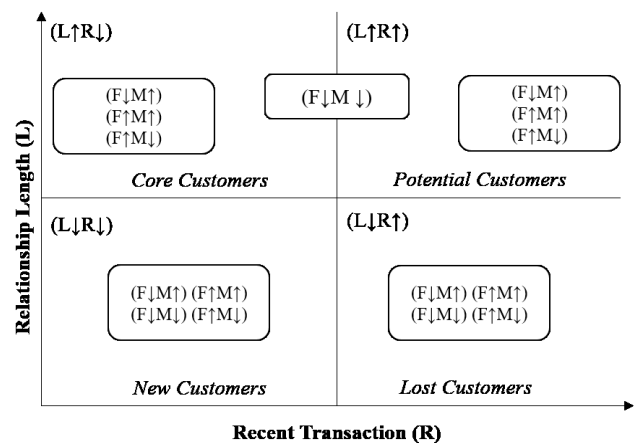 (L↑R↓)
(L↑R↑)
(F↓M↑)
(F↑M↑)
(F↑M↓)
(F↓M ↓)
(F↓M↑)
(F↑M↑)
(F↑M↓)
Core Customers
Potential Customers
(L↓R↓)
(L↓R↑)
(F↓M↑) (F↑M↑)
(F↓M↓) (F↑M↓)
(F↓M↑) (F↑M↑)
(F↓M↓) (F↑M↓)
New Customers
Lost Customers
Relationship Length (L)
Recent Transaction (R)